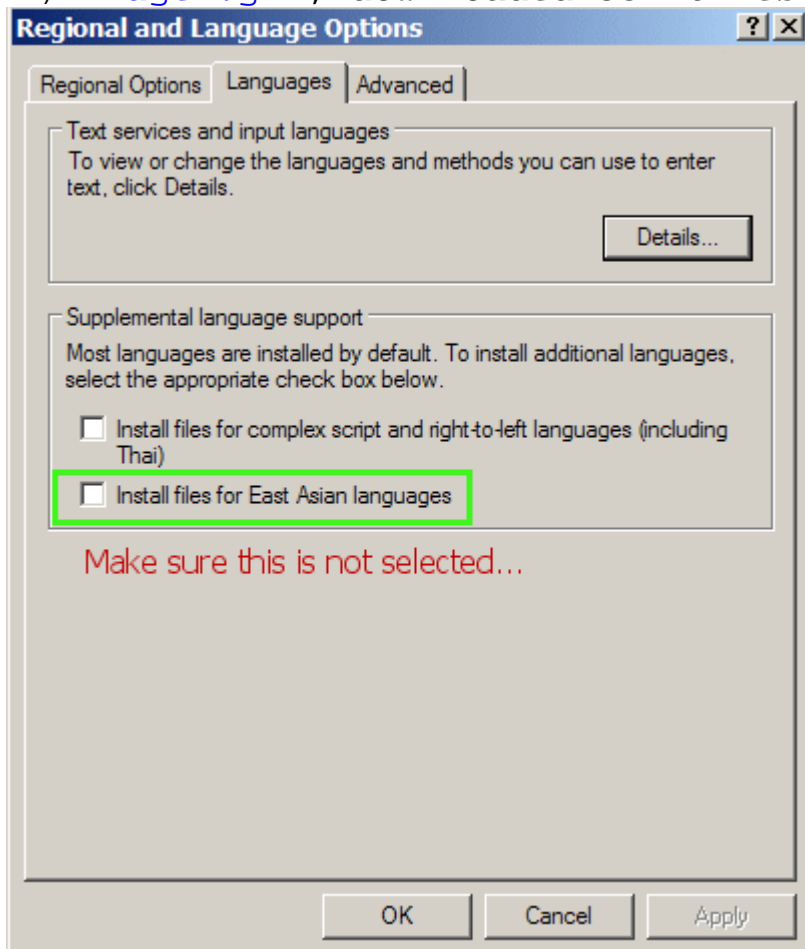 Regional and Language Options
Regional Options Languages Advanced
Text services and input languages
To view or change the languages and methods you can use to enter
text, click Details.
Details...
Supplemental language support
Most languages are installed by default. To install additional languages,
select the appropriate check box below.
Install files for complex script and right-to-left languages (including
Thai)
Install files for East Asian languages
Make sure this is not selected...
OK Cancel Apply